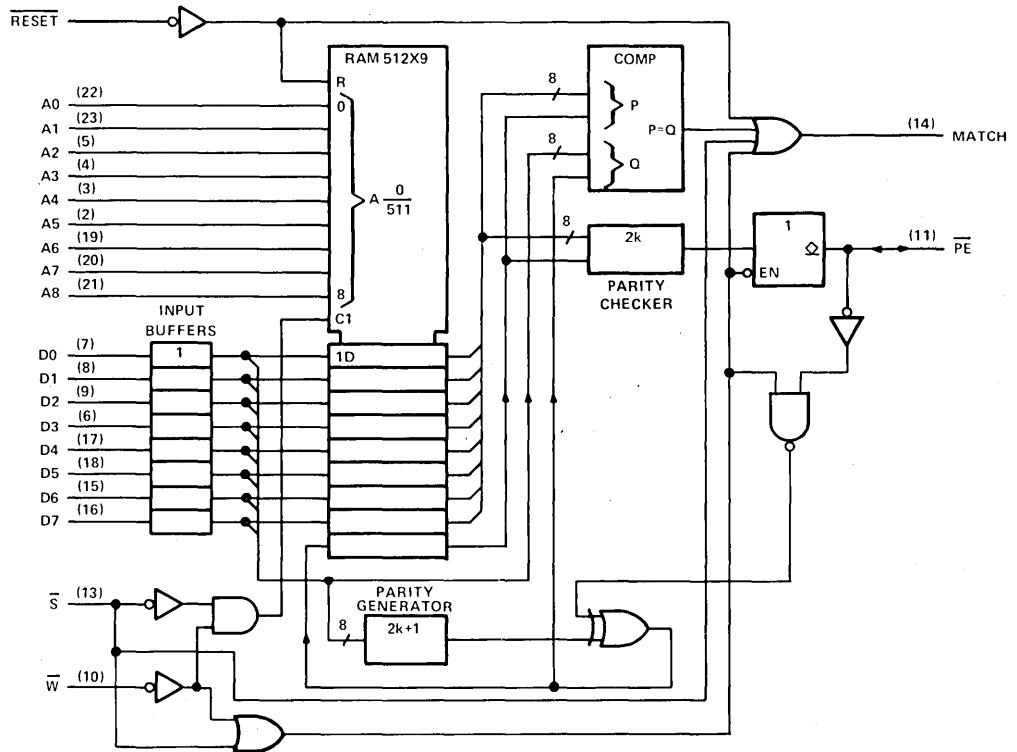 RESET
RAM 512X9
R
COMP
8
P
P=Q
8
Q
(14)
MATCH
A0 (22)
0
A1 (23)
A2 (5)
A3 (4)
A4 (3)
A 0
511
A5 (2)
A6 (19)
A7 (20)
A8 (21)
8
C1
8
2k
PARITY
CHECKER
1
EN
(11)
PE
INPUT
BUFFERS
D0 (7)
1
1D
D1 (8)
D2 (9)
D3 (6)
D4 (17)
D5 (18)
D6 (15)
D7 (16)
S (13)
PARITY
GENERATOR
8
2k+1
W (10)